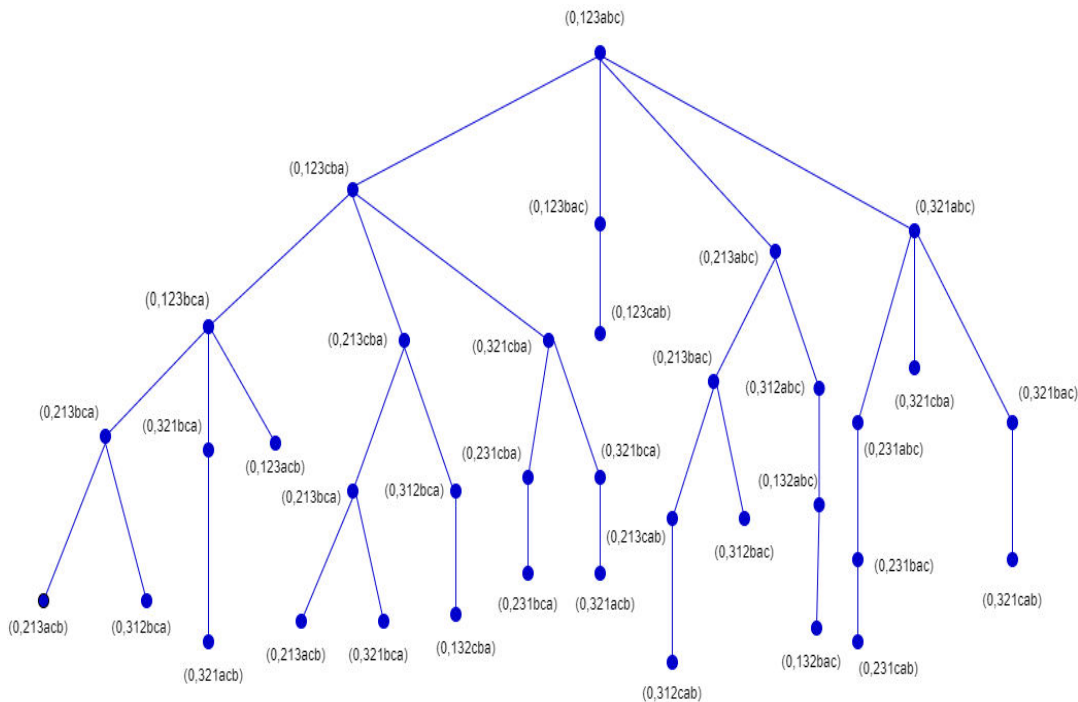 (0,123abc)
(0,123cba)
(0,123bac)
(0,321abc)
(0,213abc)
(0,123bca)
(0,123cab)
(0,213cba)
(0,321cba)
(0,213bac)
(0,312abc)
(0,321bac)
(0,321cba)
(0,213bca)
(0,321bca)
(0,231abc)
(0,321bca)
(0,123acb)
(0,231cba)
(0,132abc)
(0,213bca)
(0,312bca)
(0,213cab)
(0,312bac)
(0,231bac)
(0,231bca)
(0,321acb)
(0,321cab)
(0,213acb)
(0,312bca)
(0,213acb)
(0,321bca)
(0,132cba)
(0,132bac)
(0,231cab)
(0,321acb)
(0,312cab)